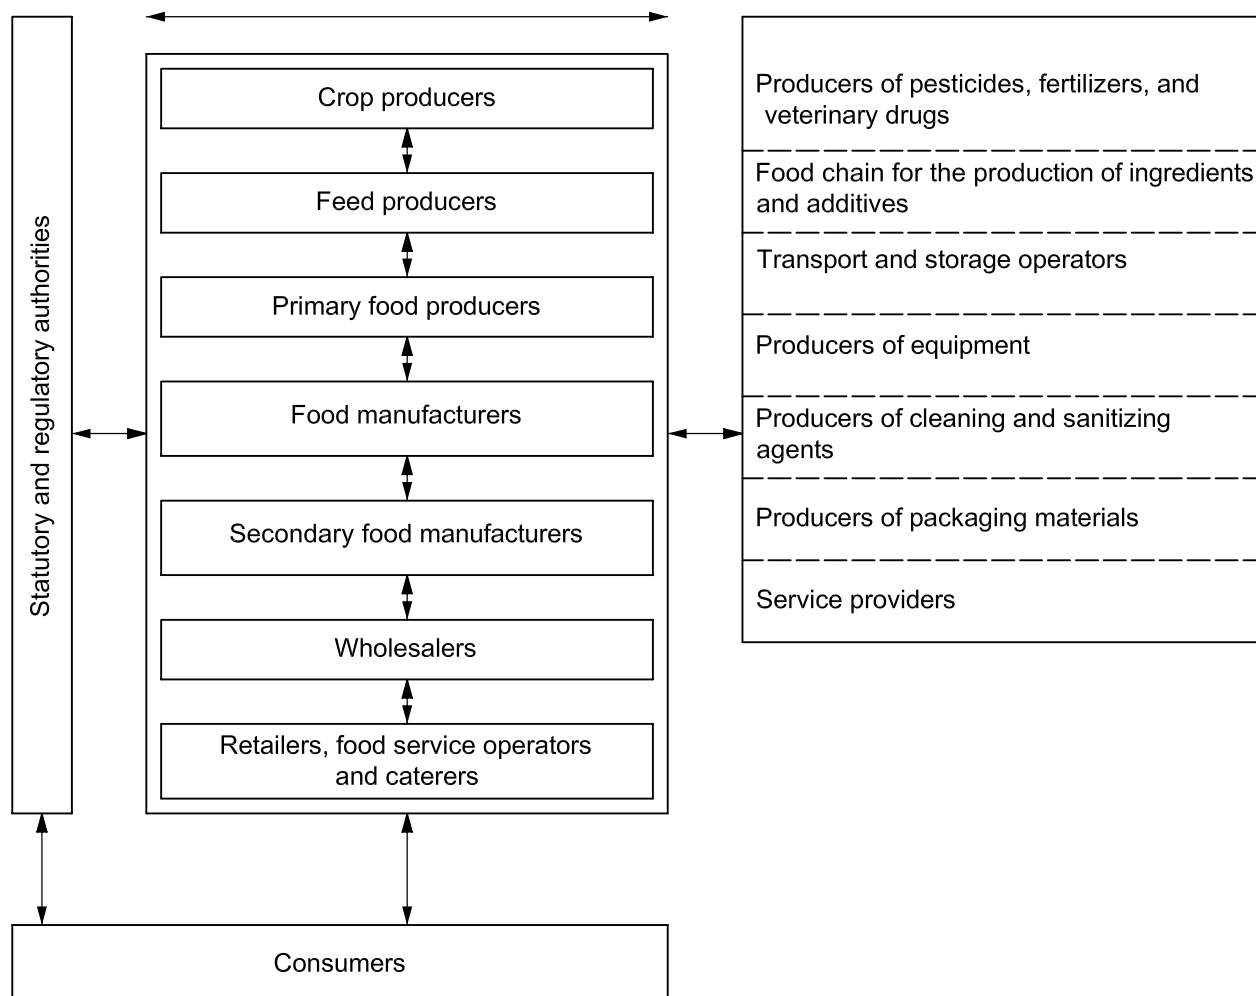 Statutory and regulatory authorities
Crop producers
Feed producers
Primary food producers
Food manufacturers
Secondary food manufacturers
Wholesalers
Retailers, food service operators
and caterers
Producers of pesticides, fertilizers, and
veterinary drugs
Food chain for the production of ingredients
and additives
Transport and storage operators
Producers of equipment
Producers of cleaning and sanitizing
agents
Producers of packaging materials
Service providers
Consumers